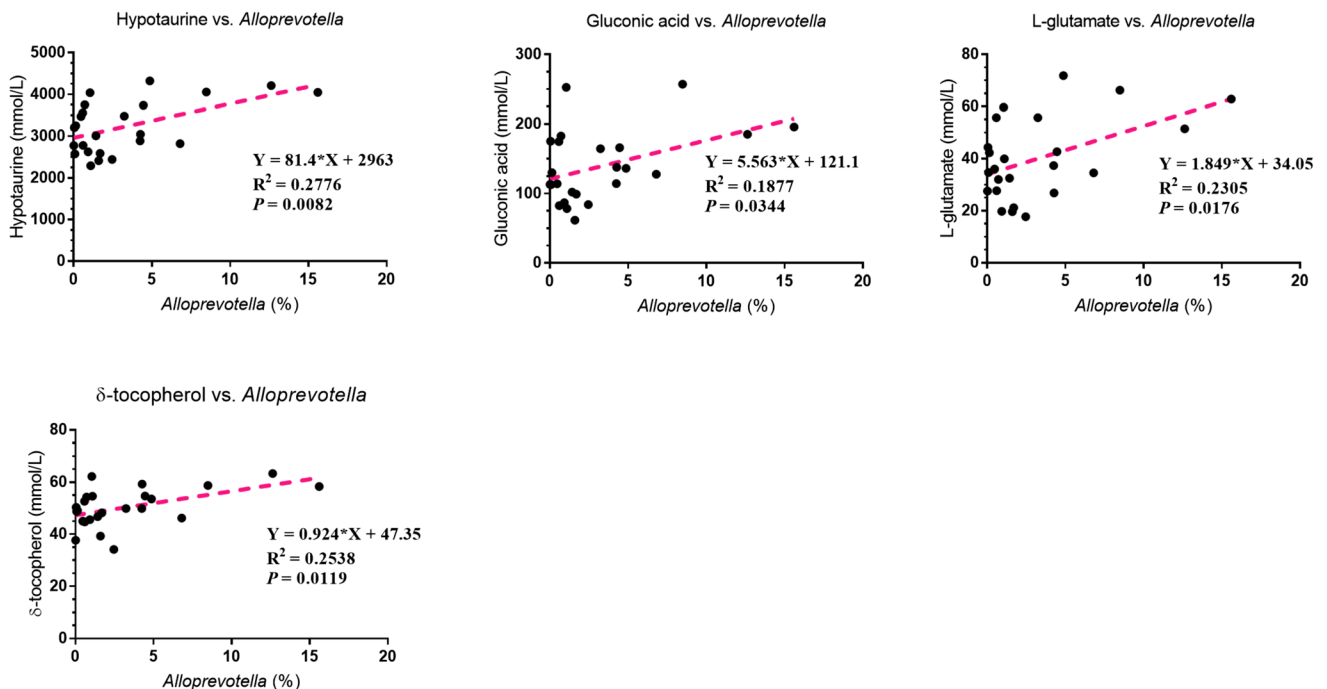 Hypotaurine vs. Alloprevotella
Hypotaurine (mmol/L)
5000
4000
3000
2000
1000
0
0 5 10 15 20
Alloprevotella (%)
Y = 81.4*X + 2963
R² = 0.2776
P = 0.0082
Gluconic acid vs. Alloprevotella
Gluconic acid (mmol/L)
300
200
100
0
0 5 10 15 20
Alloprevotella (%)
Y = 5.563*X + 121.1
R² = 0.1877
P = 0.0344
L-glutamate vs. Alloprevotella
L-glutamate (mmol/L)
80
60
40
20
0
0 5 10 15 20
Alloprevotella (%)
Y = 1.849*X + 34.05
R² = 0.2305
P = 0.0176
δ-tocopherol vs. Alloprevotella
δ-tocopherol (mmol/L)
80
60
40
20
0
0 5 10 15 20
Alloprevotella (%)
Y = 0.924*X + 47.35
R² = 0.2538
P = 0.0119